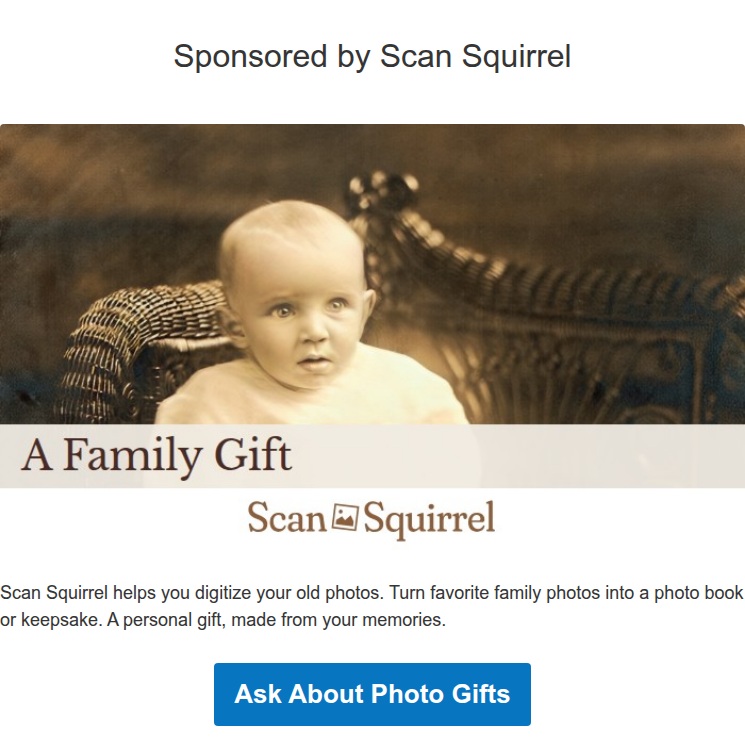 Sponsored by Scan Squirrel
A Family Gift
Scan Squirrel
Scan Squirrel helps you digitize your old photos. Turn favorite family photos into a photo book
or keepsake. A personal gift, made from your memories.
Ask About Photo Gifts